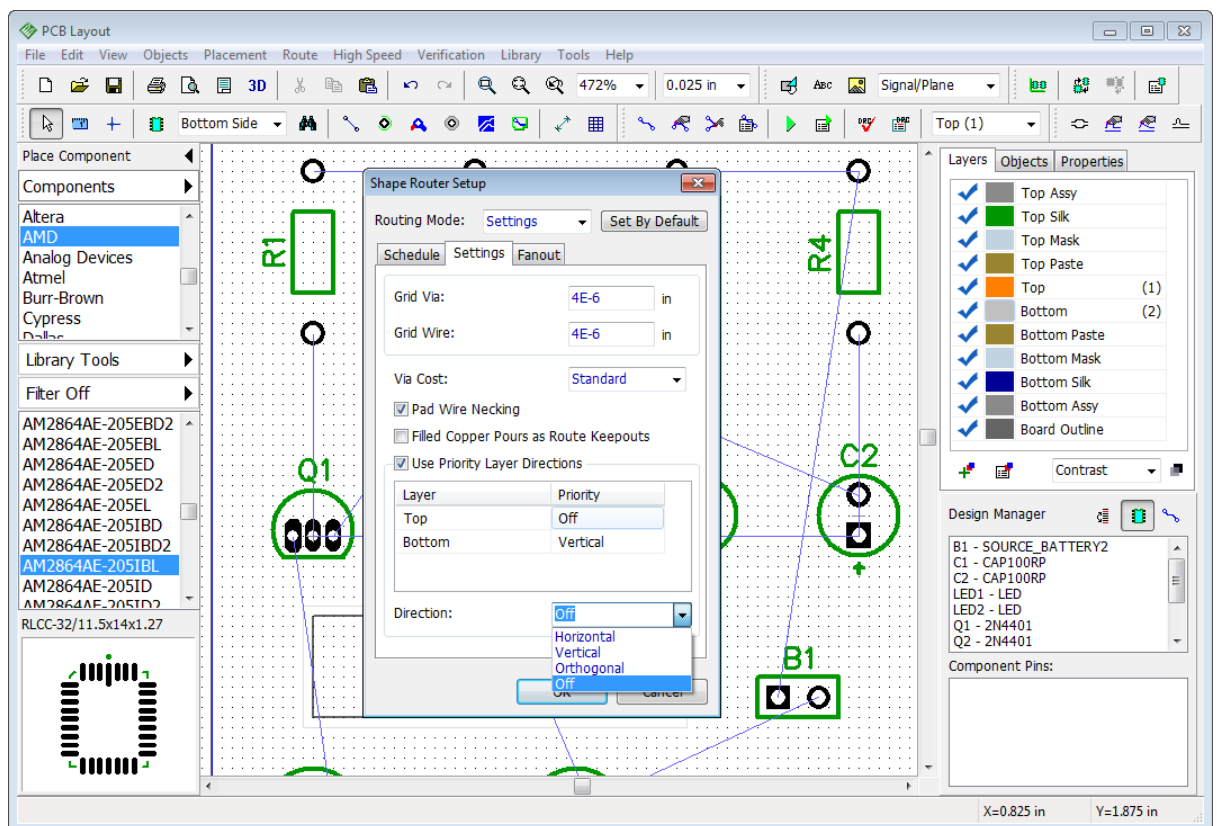 PCB Layout
File Edit View Objects Placement Route High Speed Verification Library Tools Help
3D 472% 0.025 in ABC Signal/Plane
Bottom Side DRC DRC Top (1)
Place Component
Components
Altera
AMD
Analog Devices
Atmel
Burr-Brown
Cypress
Dallas
Library Tools
Filter Off
AM2864AE-205EBD2
AM2864AE-205EBL
AM2864AE-205ED
AM2864AE-205ED2
AM2864AE-205EL
AM2864AE-205IBD
AM2864AE-205IBD2
AM2864AE-205IBL
AM2864AE-205ID
AM2864AE-205ID2
RLCC-32/11.5x14x1.27
R1
Q1
R4
C2
+
B1
Shape Router Setup
Routing Mode: Settings Set By Default
Schedule Settings Fanout
Grid Via: 4E-6 in
Grid Wire: 4E-6 in
Via Cost: Standard
Pad Wire Necking
Filled Copper Pours as Route Keepouts
Use Priority Layer Directions
Layer Priority
Top Off
Bottom Vertical
Direction: Off
Horizontal
Vertical
Orthogonal
Off
OK Cancel
Layers Objects Properties
Top Assy
Top Silk
Top Mask
Top Paste
Top (1)
Bottom (2)
Bottom Paste
Bottom Mask
Bottom Silk
Bottom Assy
Board Outline
Contrast
Design Manager
B1 - SOURCE_BATTERY2
C1 - CAP100RP
C2 - CAP100RP
LED1 - LED
LED2 - LED
Q1 - 2N4401
Q2 - 2N4401
Component Pins:
X=0.825 in Y=1.875 in